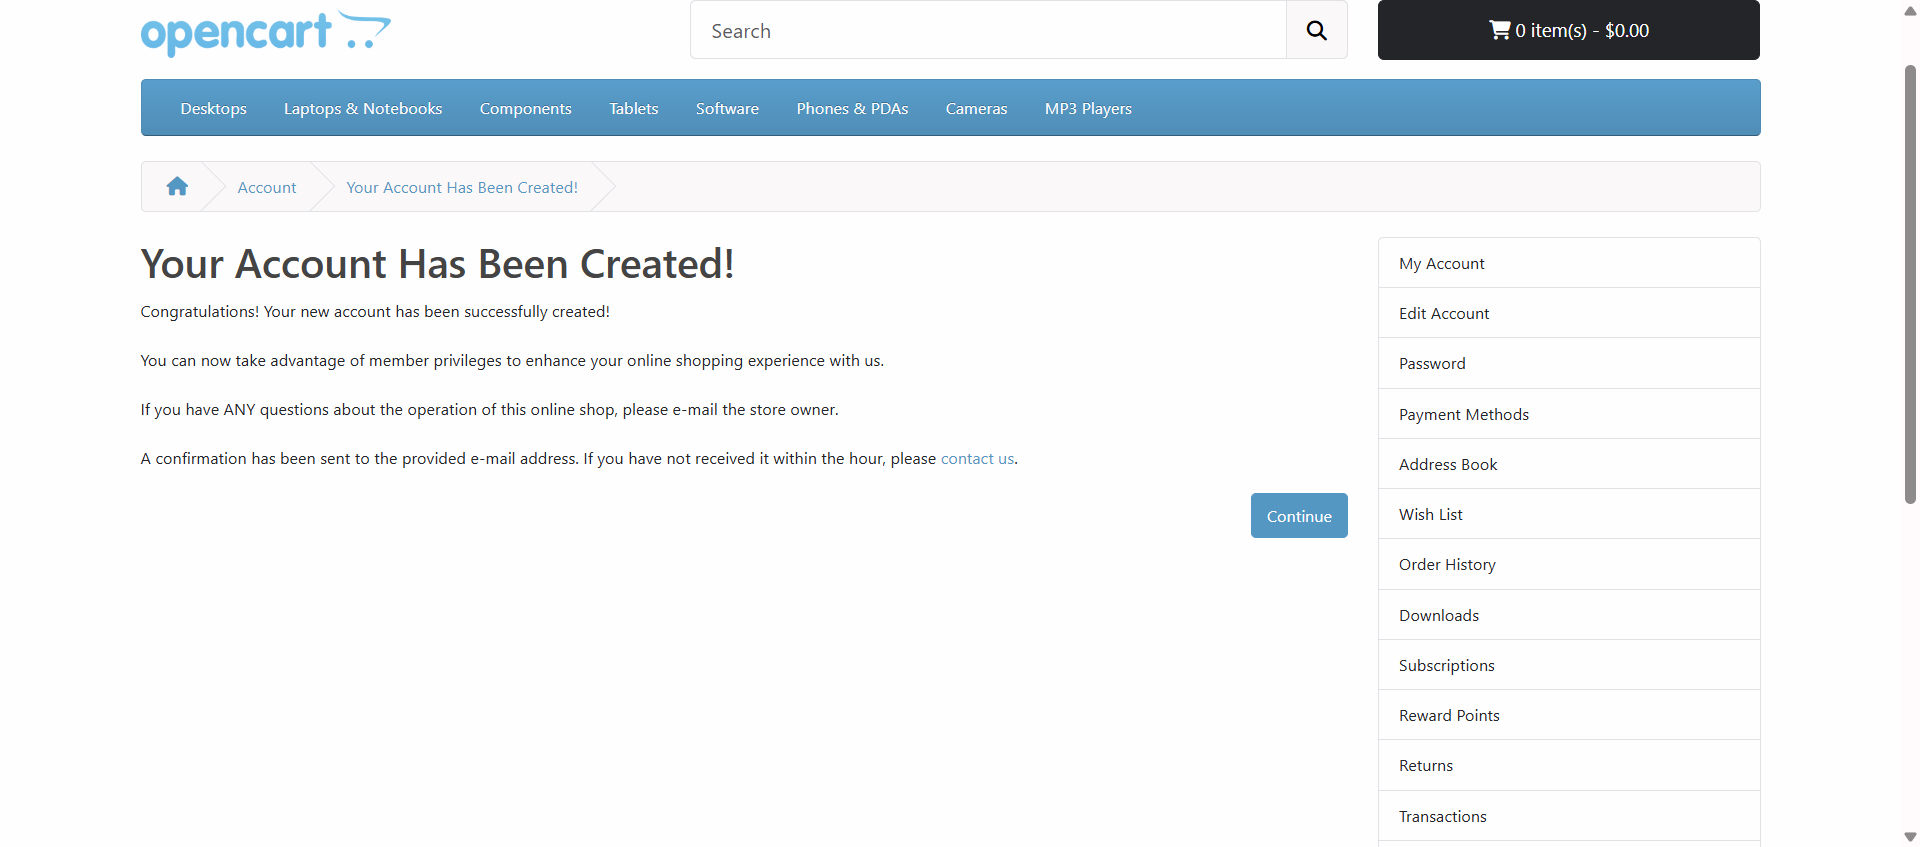 opencart
Search
0 item(s) - $0.00
Desktops
Laptops & Notebooks
Components
Tablets
Software
Phones & PDAs
Cameras
MP3 Players
Account
Your Account Has Been Created!
Your Account Has Been Created!
Congratulations! Your new account has been successfully created!
You can now take advantage of member privileges to enhance your online shopping experience with us.
If you have ANY questions about the operation of this online shop, please e-mail the store owner.
A confirmation has been sent to the provided e-mail address. If you have not received it within the hour, please contact us.
Continue
My Account
Edit Account
Password
Payment Methods
Address Book
Wish List
Order History
Downloads
Subscriptions
Reward Points
Returns
Transactions